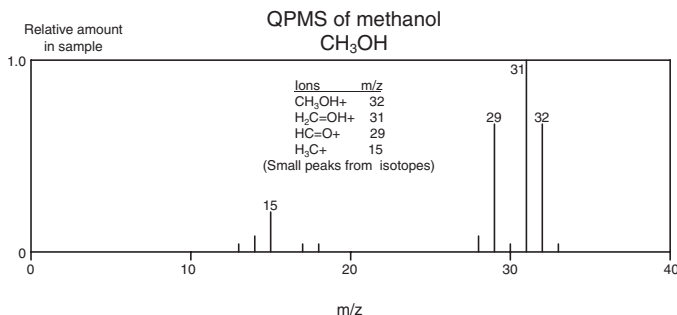 QPMS of methanol
CH₃OH
Relative amount
in sample
1.0
0
Ions m/z
CH₃OH+ 32
H₂C=OH+ 31
HC=O+ 29
H₃C+ 15
(Small peaks from isotopes)
15
29
31
32
0 10 20 30 40
m/z